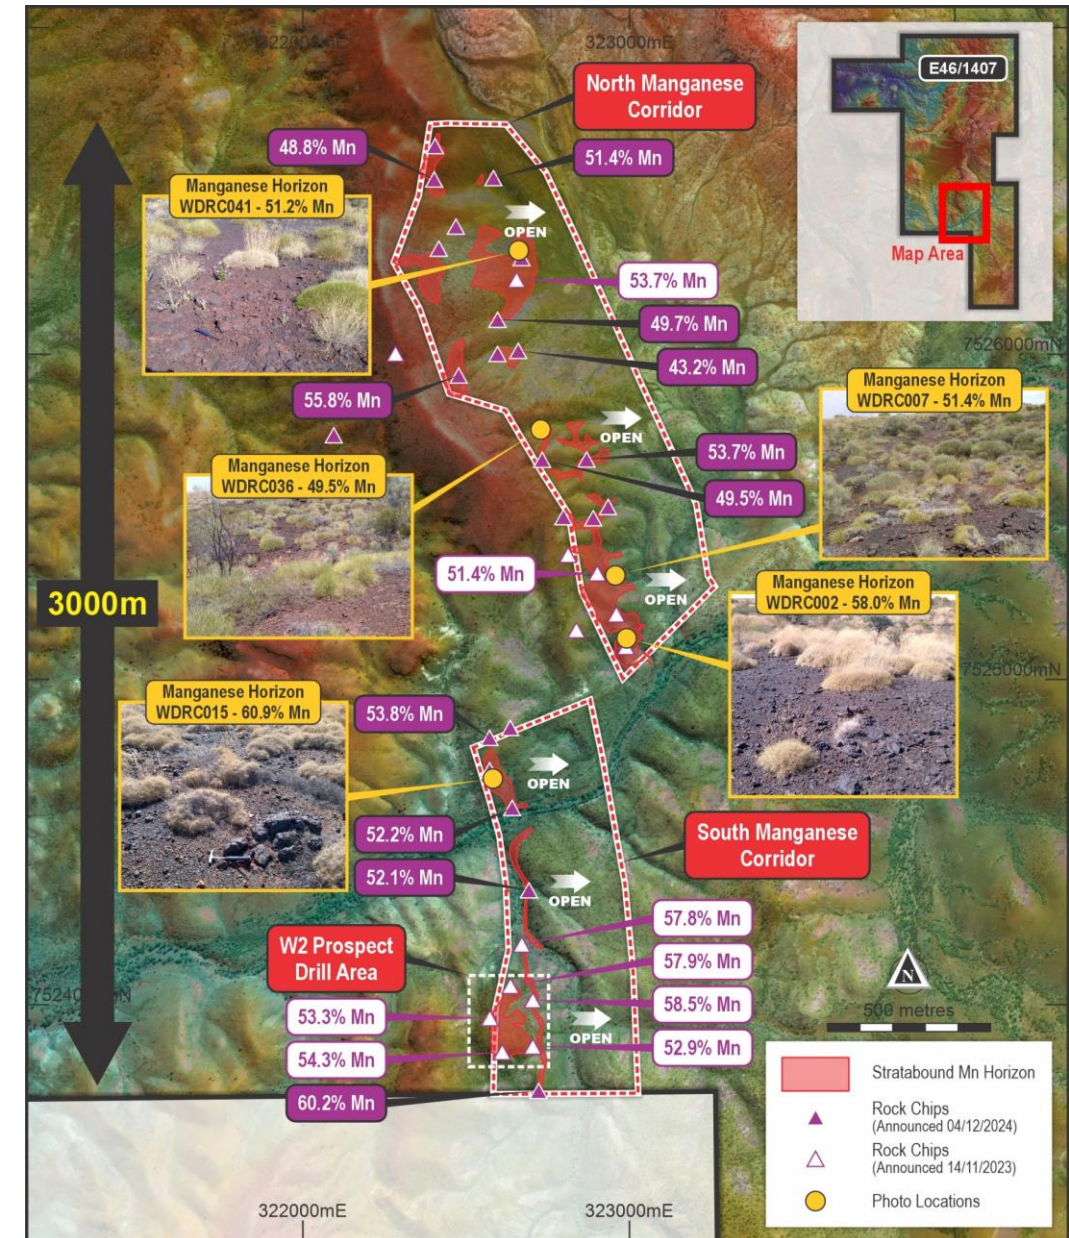 322000mE
323000mE
E46/1407
North Manganese
Corridor
48.8% Mn
51.4% Mn
Manganese Horizon
WDRC041 - 51.2% Mn
OPEN
Map Area
53.7% Mn
49.7% Mn
7526000mN
43.2% Mn
55.8% Mn
Manganese Horizon
WDRC007 - 51.4% Mn
OPEN
53.7% Mn
Manganese Horizon
WDRC036 - 49.5% Mn
49.5% Mn
51.4% Mn
OPEN
Manganese Horizon
WDRC002 - 58.0% Mn
3000m
7525000mN
Manganese Horizon
WDRC015 - 60.9% Mn
53.8% Mn
OPEN
52.2% Mn
South Manganese
Corridor
52.1% Mn
OPEN
57.8% Mn
W2 Prospect
Drill Area
57.9% Mn
N
7524000mN
58.5% Mn
500 metres
53.3% Mn
OPEN
52.9% Mn
54.3% Mn
60.2% Mn
Stratabound Mn Horizon
Rock Chips
(Announced 04/12/2024)
Rock Chips
(Announced 14/11/2023)
Photo Locations
322000mE
323000mE